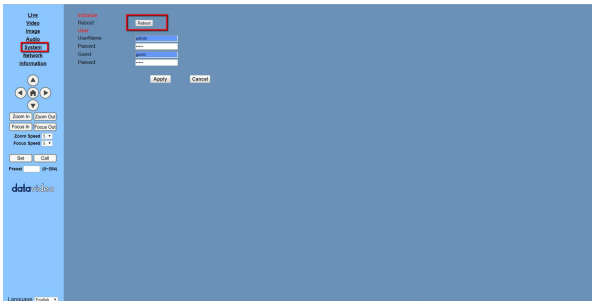 Live
Video
Image
Audio
System
Network
Information
Zoom In Zoom Out
Focus In Focus Out
Zoom Speed 5
Focus Speed 5
Set Call
Preset (0~254)
datavideo
Language English
Initialize
Reboot Reboot
User
UserName admin
Passwd ••••
Guest guest
Passwd ••••
Apply Cancel